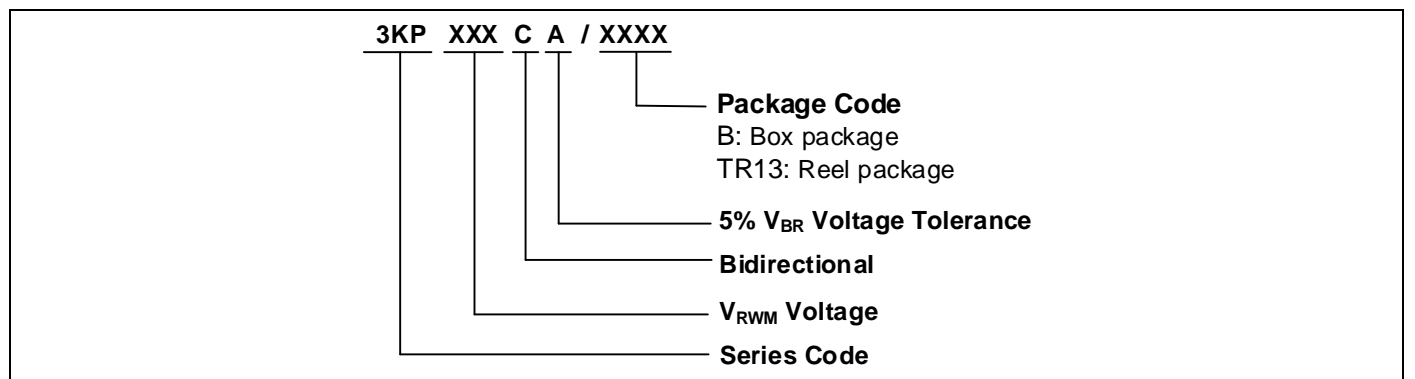 3KP XXX C A / XXXX
Package Code
B: Box package
TR13: Reel package
5% VBR Voltage Tolerance
Bidirectional
VRWM Voltage
Series Code